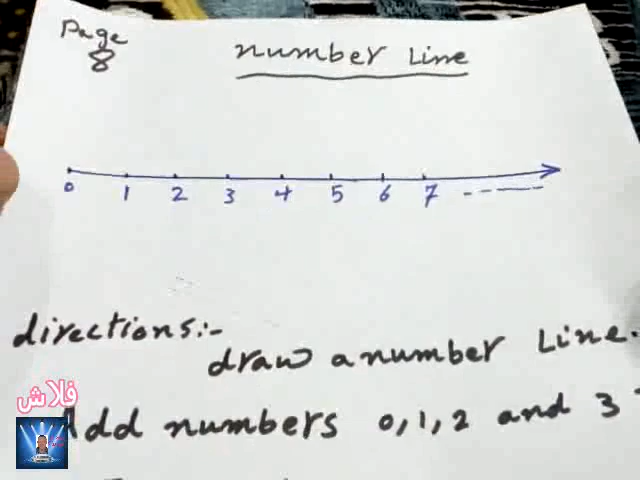 Page
8
number Line
0 1 2 3 4 5 6 7 -----
directions:-
draw a number Line.
Add numbers 0, 1, 2 and 3
فلاش